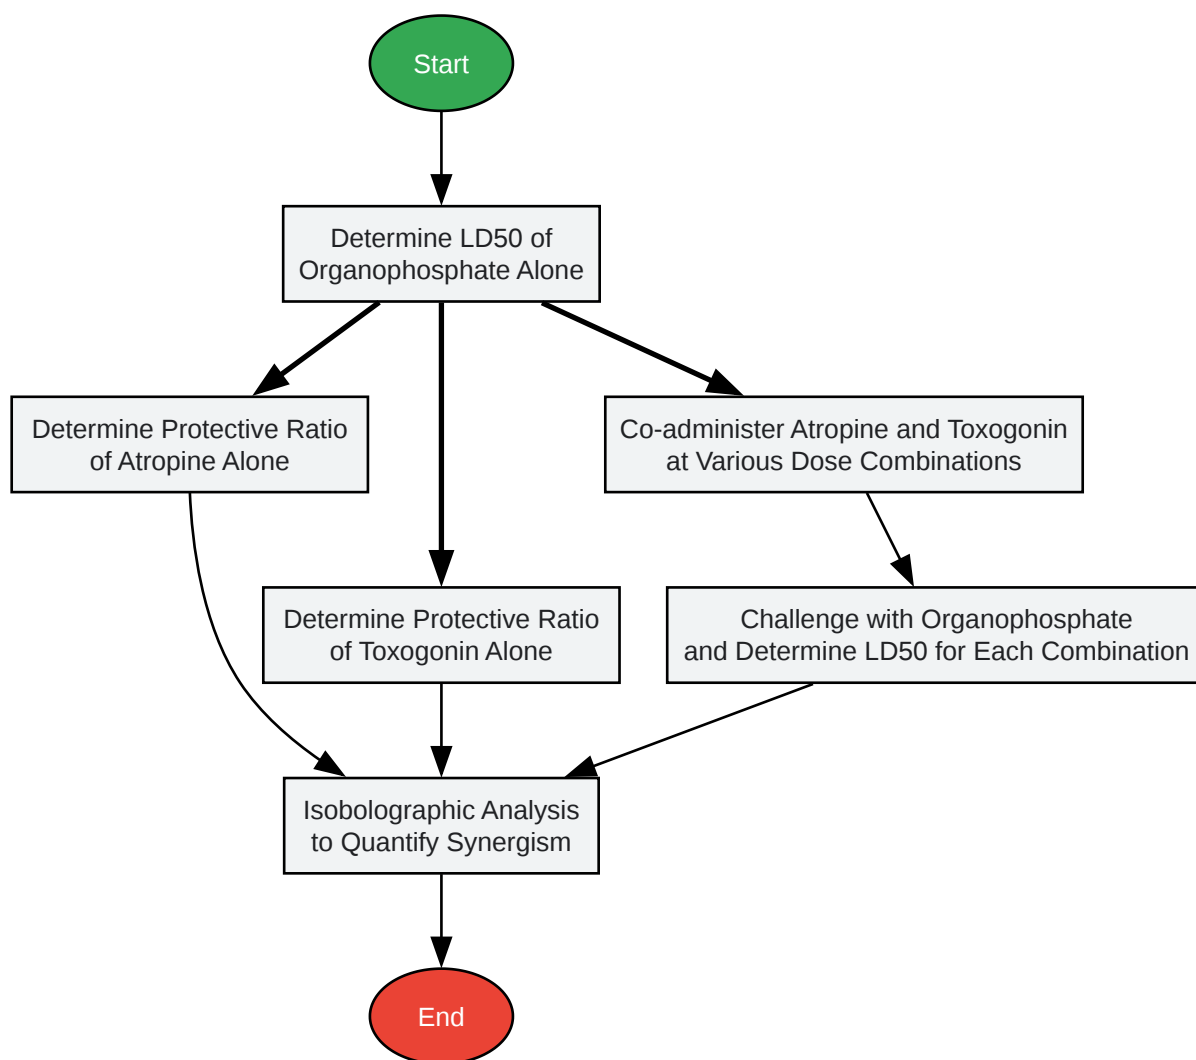 Start
Determine LD50 of
Organophosphate Alone
Determine Protective Ratio
of Atropine Alone
Co-administer Atropine and Toxogonin
at Various Dose Combinations
Determine Protective Ratio
of Toxogonin Alone
Challenge with Organophosphate
and Determine LD50 for Each Combination
Isobolographic Analysis
to Quantify Synergism
End